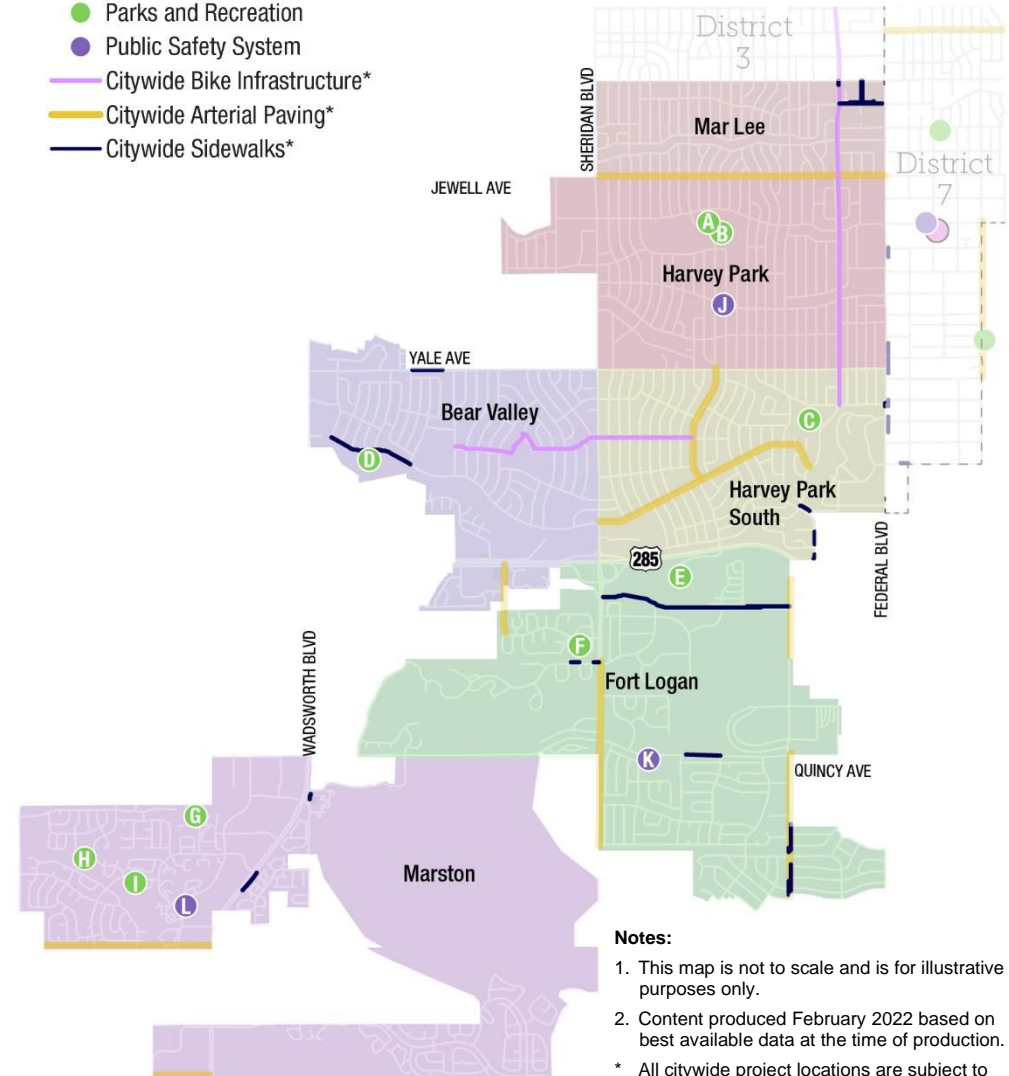 Parks and Recreation
Public Safety System
Citywide Bike Infrastructure*
Citywide Arterial Paving*
Citywide Sidewalks*
District
3
SHERIDAN BLVD
Mar Lee
District
7
JEWELL AVE
A
B
Harvey Park
J
YALE AVE
Bear Valley
C
D
Harvey Park
South
285
E
FEDERAL BLVD
F
WADSWORTH BLVD
Fort Logan
K
QUINCY AVE
G
H
I
L
Marston
Notes:
1. This map is not to scale and is for illustrative
purposes only.
2. Content produced February 2022 based on
best available data at the time of production.
* All citywide project locations are subject to